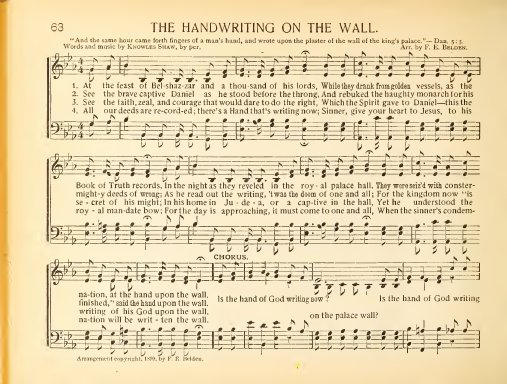 63
THE HANDWRITING ON THE WALL.
"And the same hour came forth fingers of a man's hand, and wrote upon the plaster of the wall of the king's palace."—Dan. 5:5.
Words and music by KNOWLES SHAW, by per.
Arr. by F. E. BELDEN.
1. At the feast of Bel-shaz-zar and a thou-sand of his lords, While they drank from golden vessels, as the
2. See the brave captive Daniel as he stood before the throng, And rebuked the haughty monarch for his
3. See the faith, zeal, and courage that would dare to do the right, Which the Spirit gave to Daniel—this the
4. All our deeds are re-cord-ed; there's a Hand that's writing now; Sinner, give your heart to Jesus, to his
Book of Truth records, In the night as they reveled in the roy-al palace hall, They were seiz'd with conster-
might-y deeds of wrong; As he read out the writing, 'twas the doom of one and all; For the kingdom now "is
se-cret of his might; In his home in Ju-de-a, or a cap-tive in the hall, Yet he understood the
roy-al man-date bow; For the day is approaching, it must come to one and all, When the sinner's condem-
CHORUS.
na-tion, at the hand upon the wall.
finished," said the hand upon the wall.
writing of his God upon the wall,
nation will be writ-ten the wall.
Is the hand of God writing now? Is the hand of God writing
on the palace wall?
Arrangement copyright, 1899, by F. E. Belden.